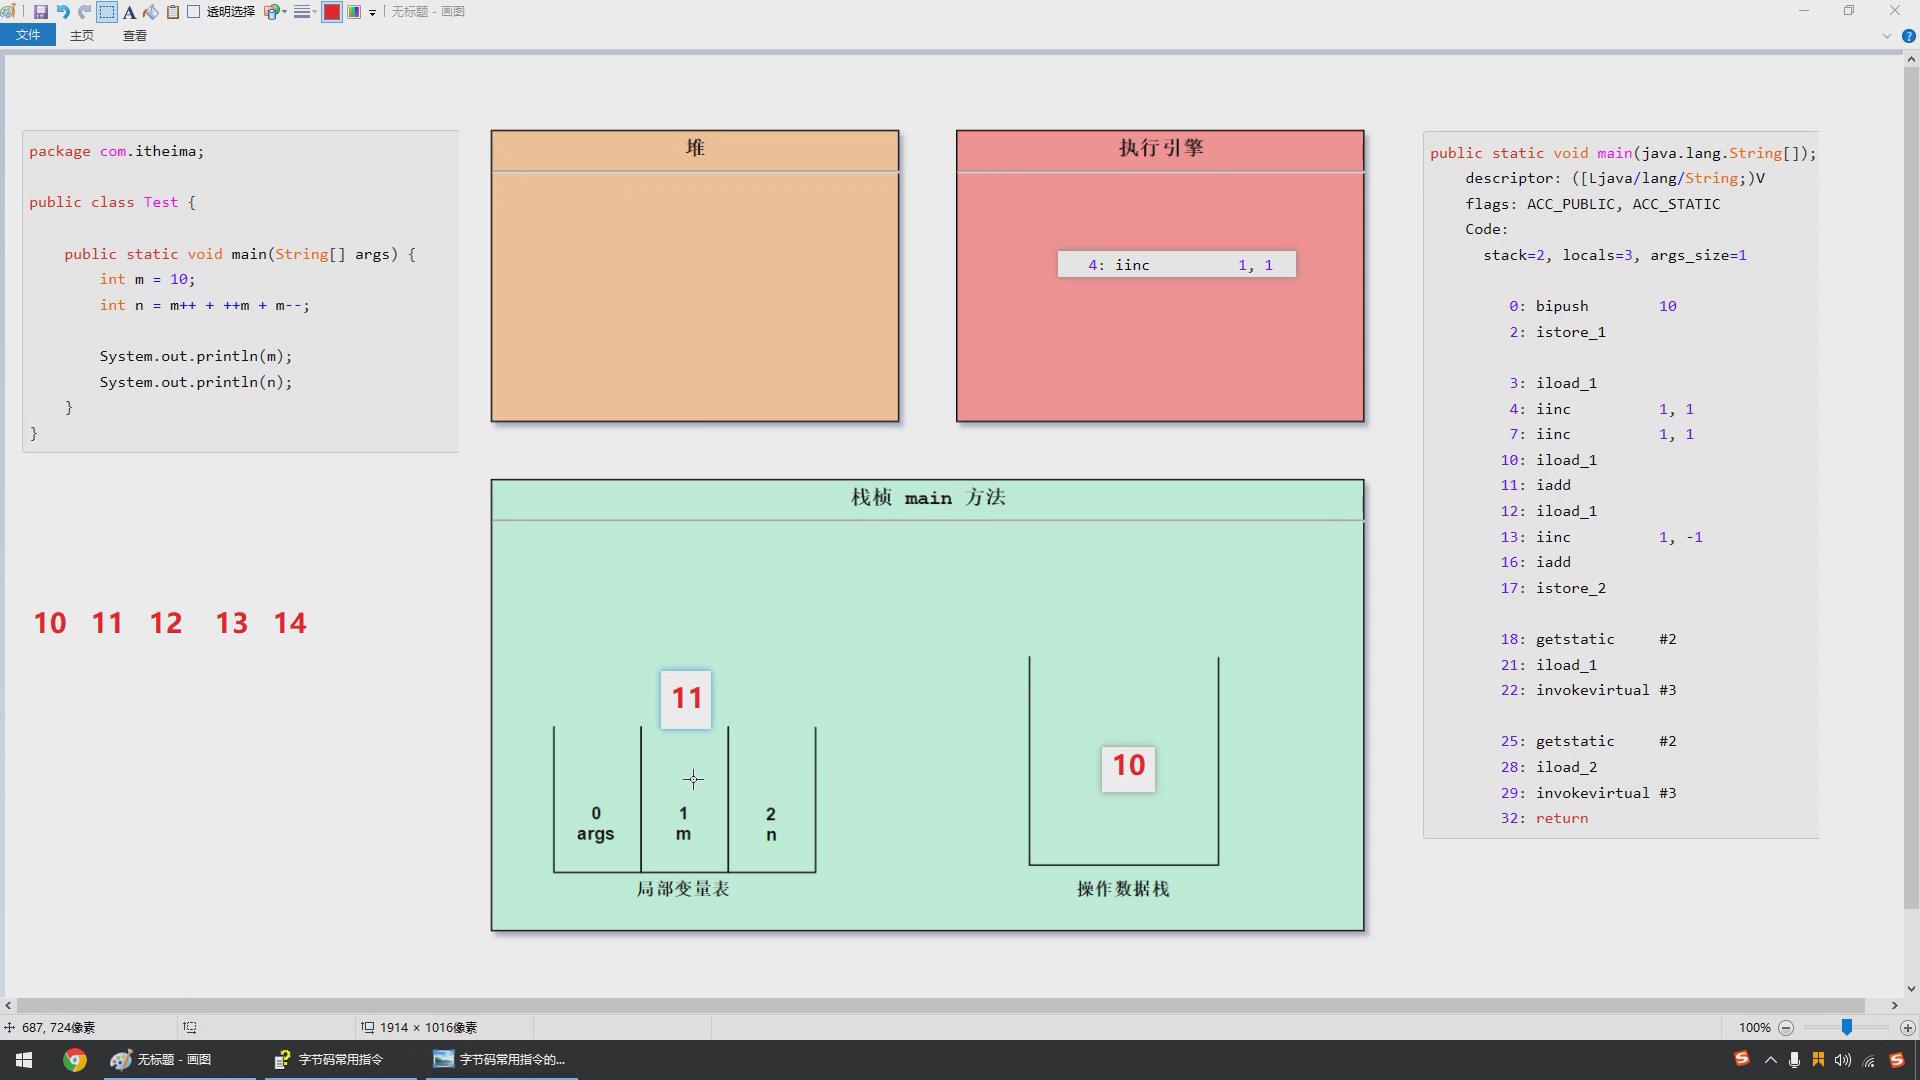 透明选择
无标题 - 画图
文件 主页 查看
package com.itheima;
public class Test {
public static void main(String[] args) {
int m = 10;
int n = m++ + ++m + m--;
System.out.println(m);
System.out.println(n);
}
}
10 11 12 13 14
堆
执行引擎
4: iinc 1, 1
栈桢 main 方法
11
0 1 2
args m n
局部变量表
10
操作数据栈
public static void main(java.lang.String[]);
descriptor: ([Ljava/lang/String;)V
flags: ACC_PUBLIC, ACC_STATIC
Code:
stack=2, locals=3, args_size=1
0: bipush 10
2: istore_1
3: iload_1
4: iinc 1, 1
7: iinc 1, 1
10: iload_1
11: iadd
12: iload_1
13: iinc 1, -1
16: iadd
17: istore_2
18: getstatic #2
21: iload_1
22: invokevirtual #3
25: getstatic #2
28: iload_2
29: invokevirtual #3
32: return
687, 724像素
1914 × 1016像素
100%
无标题 - 画图
字节码常用指令
字节码常用指令的...